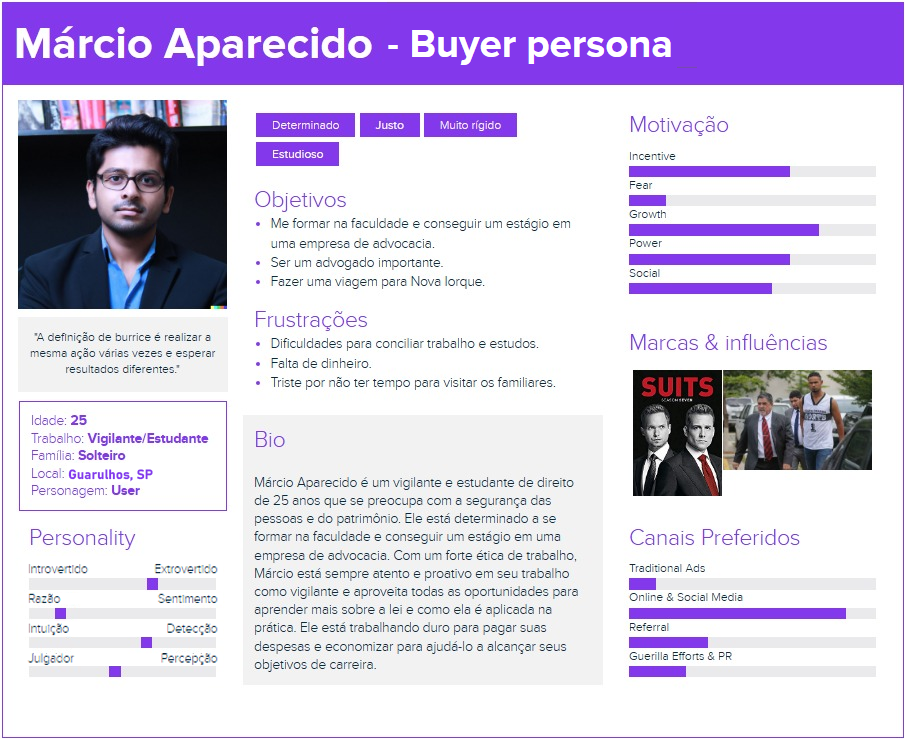 Márcio Aparecido - Buyer persona
Determinado
Justo
Muito rígido
Estudioso
Objetivos
Me formar na faculdade e conseguir um estágio em
uma empresa de advocacia.
Ser um advogado importante.
Fazer uma viagem para Nova Iorque.
Frustrações
Dificuldades para conciliar trabalho e estudos.
Falta de dinheiro.
Triste por não ter tempo para visitar os familiares.
"A definição de burrice é realizar a
mesma ação várias vezes e esperar
resultados diferentes."
Idade: 25
Trabalho: Vigilante/Estudante
Família: Solteiro
Local: Guarulhos, SP
Personagem: User
Personality
Introvertido Extrovertido
Razão Sentimento
Intuição Detecção
Julgador Percepção
Bio
Márcio Aparecido é um vigilante e estudante de direito
de 25 anos que se preocupa com a segurança das
pessoas e do patrimônio. Ele está determinado a se
formar na faculdade e conseguir um estágio em uma
empresa de advocacia. Com um forte ética de trabalho,
Márcio está sempre atento e proativo em seu trabalho
como vigilante e aproveita todas as oportunidades para
aprender mais sobre a lei e como ela é aplicada na
prática. Ele está trabalhando duro para pagar suas
despesas e economizar para ajudá-lo a alcançar seus
objetivos de carreira.
Motivação
Incentive
Fear
Growth
Power
Social
Marcas & influências
SUITS
SEASON SEVEN
Canais Preferidos
Traditional Ads
Online & Social Media
Referral
Guerilla Efforts & PR